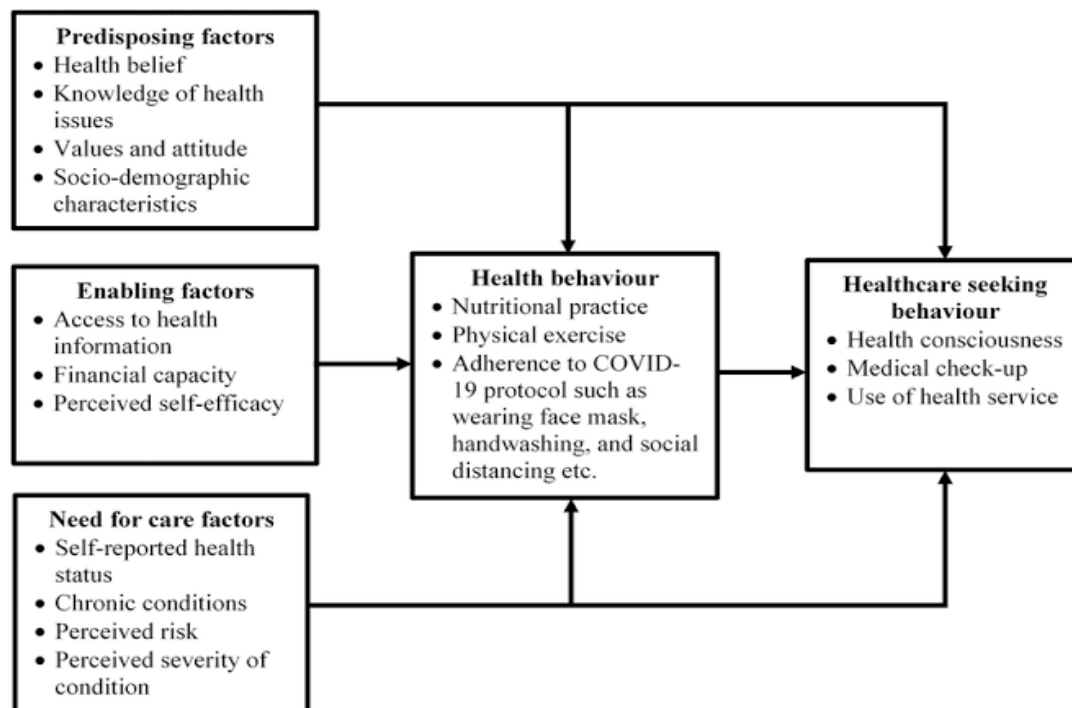 Predisposing factors
• Health belief
• Knowledge of health
issues
• Values and attitude
• Socio-demographic
characteristics
Enabling factors
• Access to health
information
• Financial capacity
• Perceived self-efficacy
Need for care factors
• Self-reported health
status
• Chronic conditions
• Perceived risk
• Perceived severity of
condition
Health behaviour
• Nutritional practice
• Physical exercise
• Adherence to COVID-
19 protocol such as
wearing face mask,
handwashing, and social
distancing etc.
Healthcare seeking
behaviour
• Health consciousness
• Medical check-up
• Use of health service